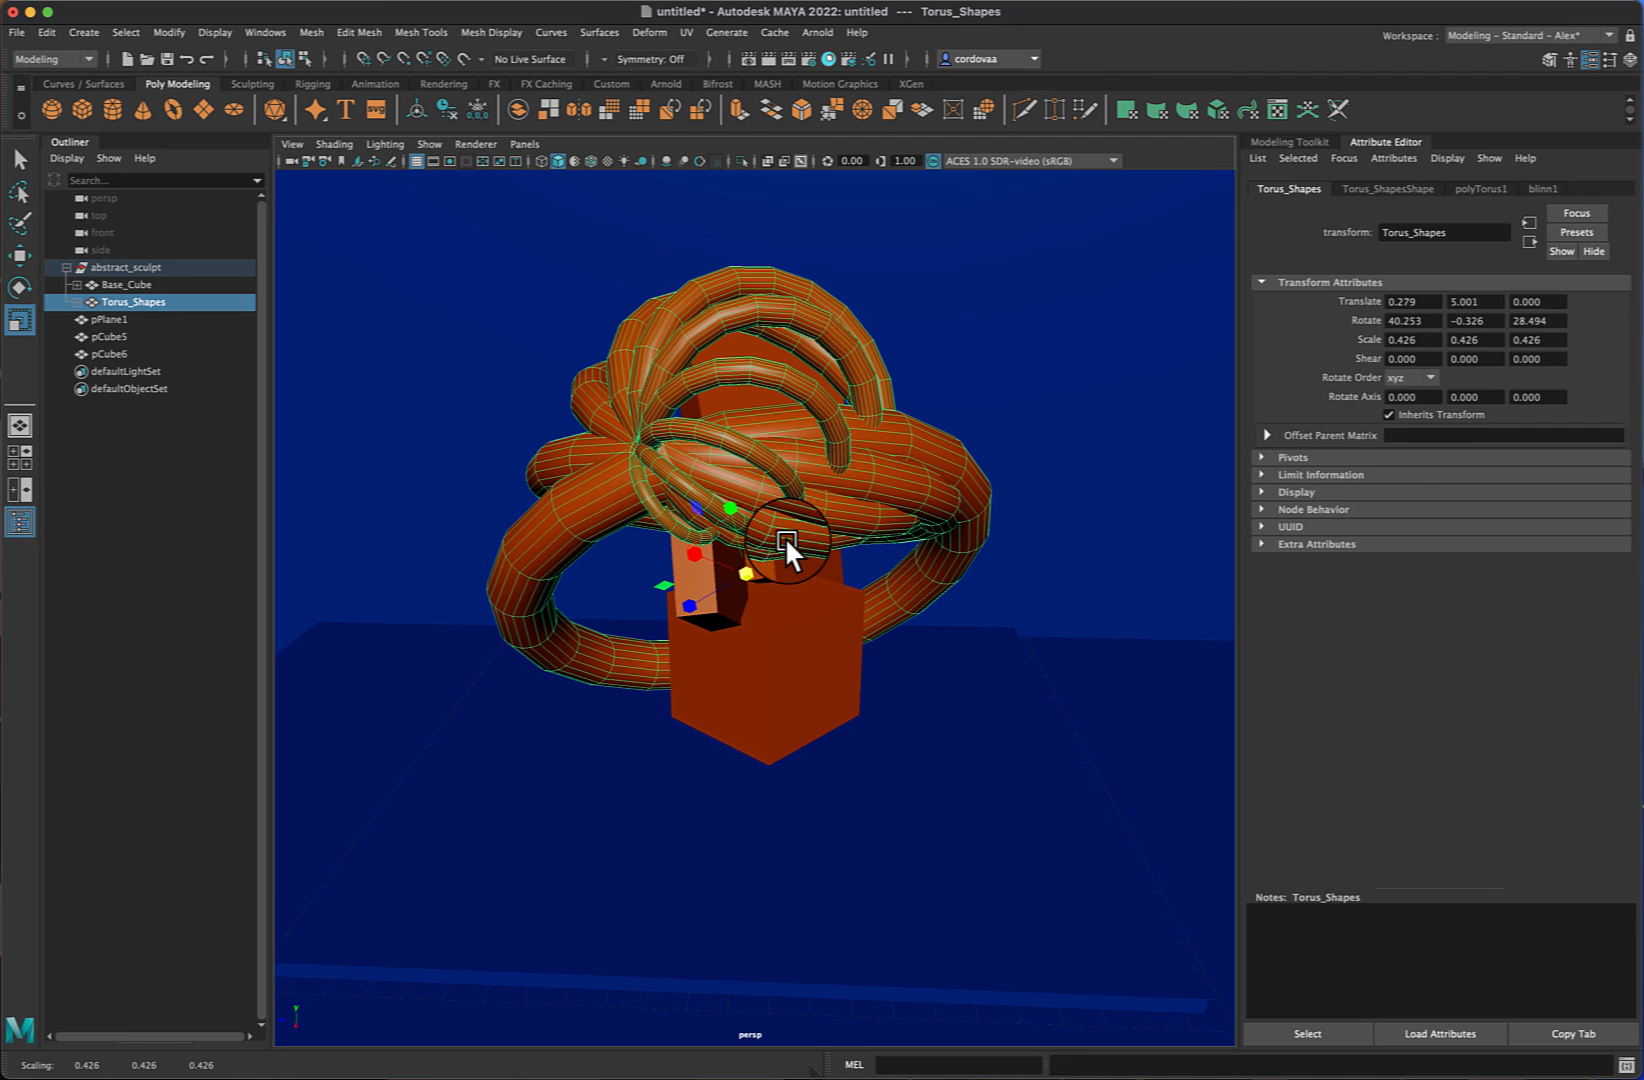 untitled* - Autodesk MAYA 2022: untitled --- Torus_Shapes
File Edit Create Select Modify Display Windows Mesh Edit Mesh Mesh Tools Mesh Display Curves Surfaces Deform UV Generate Cache Arnold Help
Workspace : Modeling - Standard - Alex*
Modeling No Live Surface Symmetry: Off cordovaa
Curves / Surfaces Poly Modeling Sculpting Rigging Animation Rendering FX FX Caching Custom Arnold Bifrost MASH Motion Graphics XGen
T SVG 0,0,0
Outliner
Display Show Help
Search...
persp
top
front
side
abstract_sculpt
Base_Cube
Torus_Shapes
pPlane1
pCube5
pCube6
defaultLightSet
defaultObjectSet
View Shading Lighting Show Renderer Panels
0.00 1.00 ACES 1.0 SDR-video (sRGB)
y
persp
Modeling Toolkit Attribute Editor
List Selected Focus Attributes Display Show Help
Torus_Shapes Torus_ShapesShape polyTorus1 blinn1
Focus
transform: Torus_Shapes Presets
Show Hide
Transform Attributes
Translate 0.279 5.001 0.000
Rotate 40.253 -0.326 28.494
Scale 0.426 0.426 0.426
Shear 0.000 0.000 0.000
Rotate Order xyz
Rotate Axis 0.000 0.000 0.000
Inherits Transform
Offset Parent Matrix
Pivots
Limit Information
Display
Node Behavior
UUID
Extra Attributes
Notes: Torus_Shapes
Select Load Attributes Copy Tab
M
Scaling: 0.426 0.426 0.426 MEL